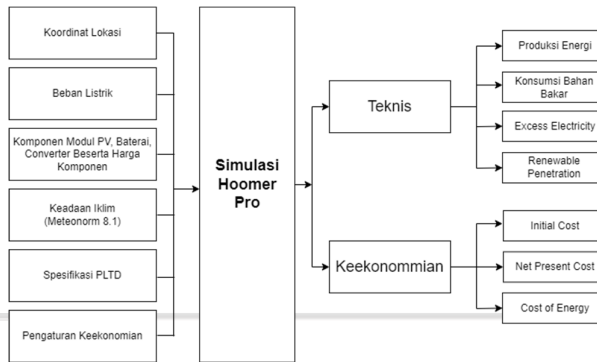 Koordinat Lokasi
Beban Listrik
Komponen Modul PV, Baterai,
Converter Beserta Harga
Komponen
Keadaan Iklim
(Meteonorm 8.1)
Spesifikasi PLTD
Pengaturan Keekonomian
Simulasi
Hoomer
Pro
Teknis
Keekonommian
Produksi Energi
Konsumsi Bahan
Bakar
Excess Electricity
Renewable
Penetration
Initial Cost
Net Present Cost
Cost of Energy